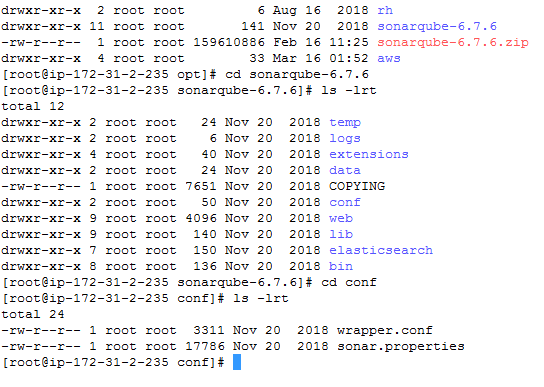 drwxr-xr-x  2 root root         6 Aug 16  2018 rh
drwxr-xr-x 11 root root       141 Nov 20  2018 sonarqube-6.7.6
-rw-r--r--  1 root root 159610886 Feb 16 11:25 sonarqube-6.7.6.zip
drwxr-xr-x  4 root root        33 Mar 16 01:52 aws
[root@ip-172-31-2-235 opt]# cd sonarqube-6.7.6
[root@ip-172-31-2-235 sonarqube-6.7.6]# ls -lrt
total 12
drwxr-xr-x 2 root root   24 Nov 20  2018 temp
drwxr-xr-x 2 root root    6 Nov 20  2018 logs
drwxr-xr-x 4 root root   40 Nov 20  2018 extensions
drwxr-xr-x 2 root root   24 Nov 20  2018 data
-rw-r--r-- 1 root root 7651 Nov 20  2018 COPYING
drwxr-xr-x 2 root root   50 Nov 20  2018 conf
drwxr-xr-x 9 root root 4096 Nov 20  2018 web
drwxr-xr-x 9 root root  140 Nov 20  2018 lib
drwxr-xr-x 7 root root  150 Nov 20  2018 elasticsearch
drwxr-xr-x 8 root root  136 Nov 20  2018 bin
[root@ip-172-31-2-235 sonarqube-6.7.6]# cd conf
[root@ip-172-31-2-235 conf]# ls -lrt
total 24
-rw-r--r-- 1 root root  3311 Nov 20  2018 wrapper.conf
-rw-r--r-- 1 root root 17786 Nov 20  2018 sonar.properties
[root@ip-172-31-2-235 conf]#